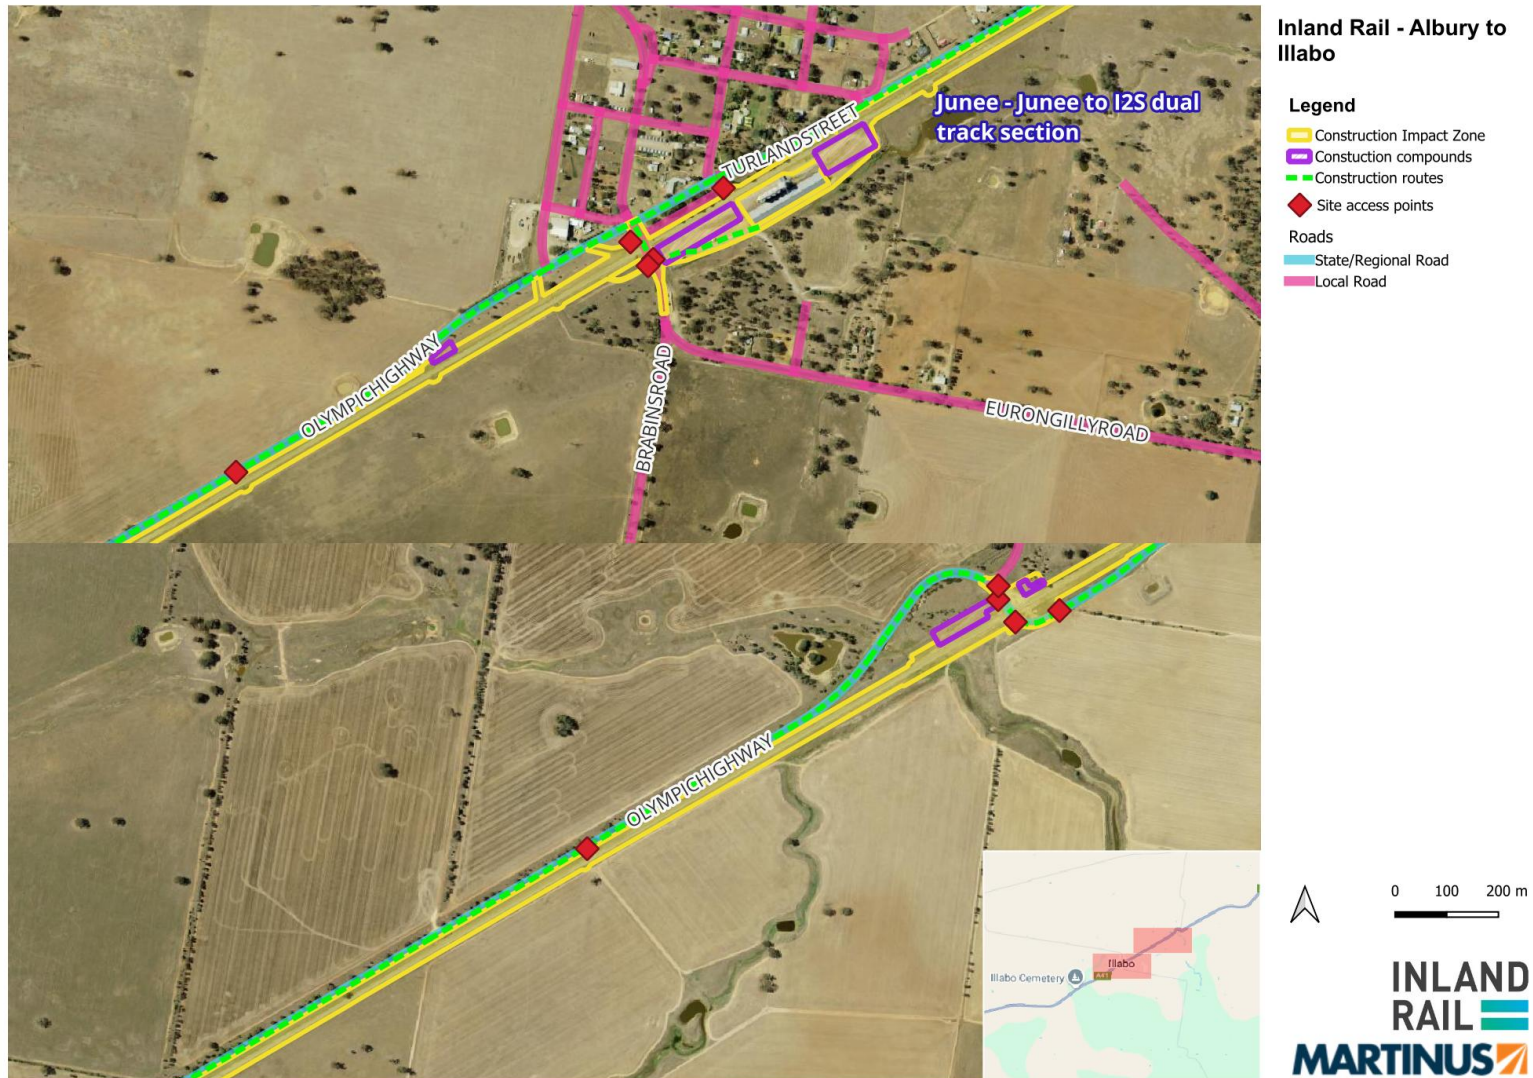 Inland Rail - Albury to
Illabo
Legend
Construction Impact Zone
Constuction compounds
Construction routes
Site access points
Roads
State/Regional Road
Local Road
Junee - Junee to I2S dual
track section
TURLANDSTREET
OLYMPICHIGHWAY
BRABINSROAD
EURONGILLYROAD
OLYMPICHIGHWAY
Illabo
Illabo Cemetery
A41
0 100 200 m
INLAND
RAIL
MARTINUS